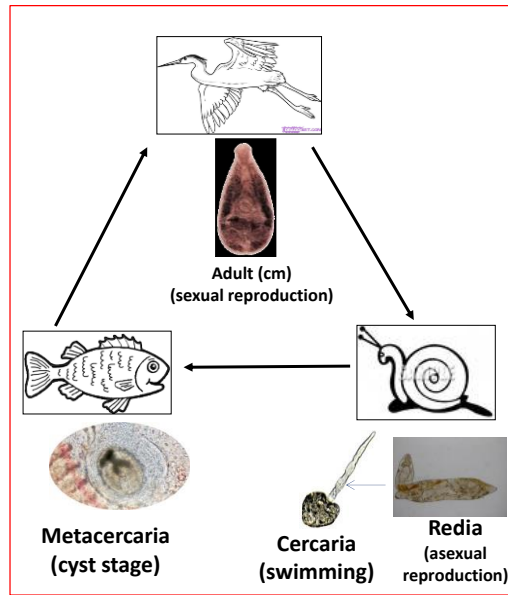 Adult (cm)
(sexual reproduction)
Metacercaria
(cyst stage)
Cercaria
(swimming)
Redia
(asexual
reproduction)